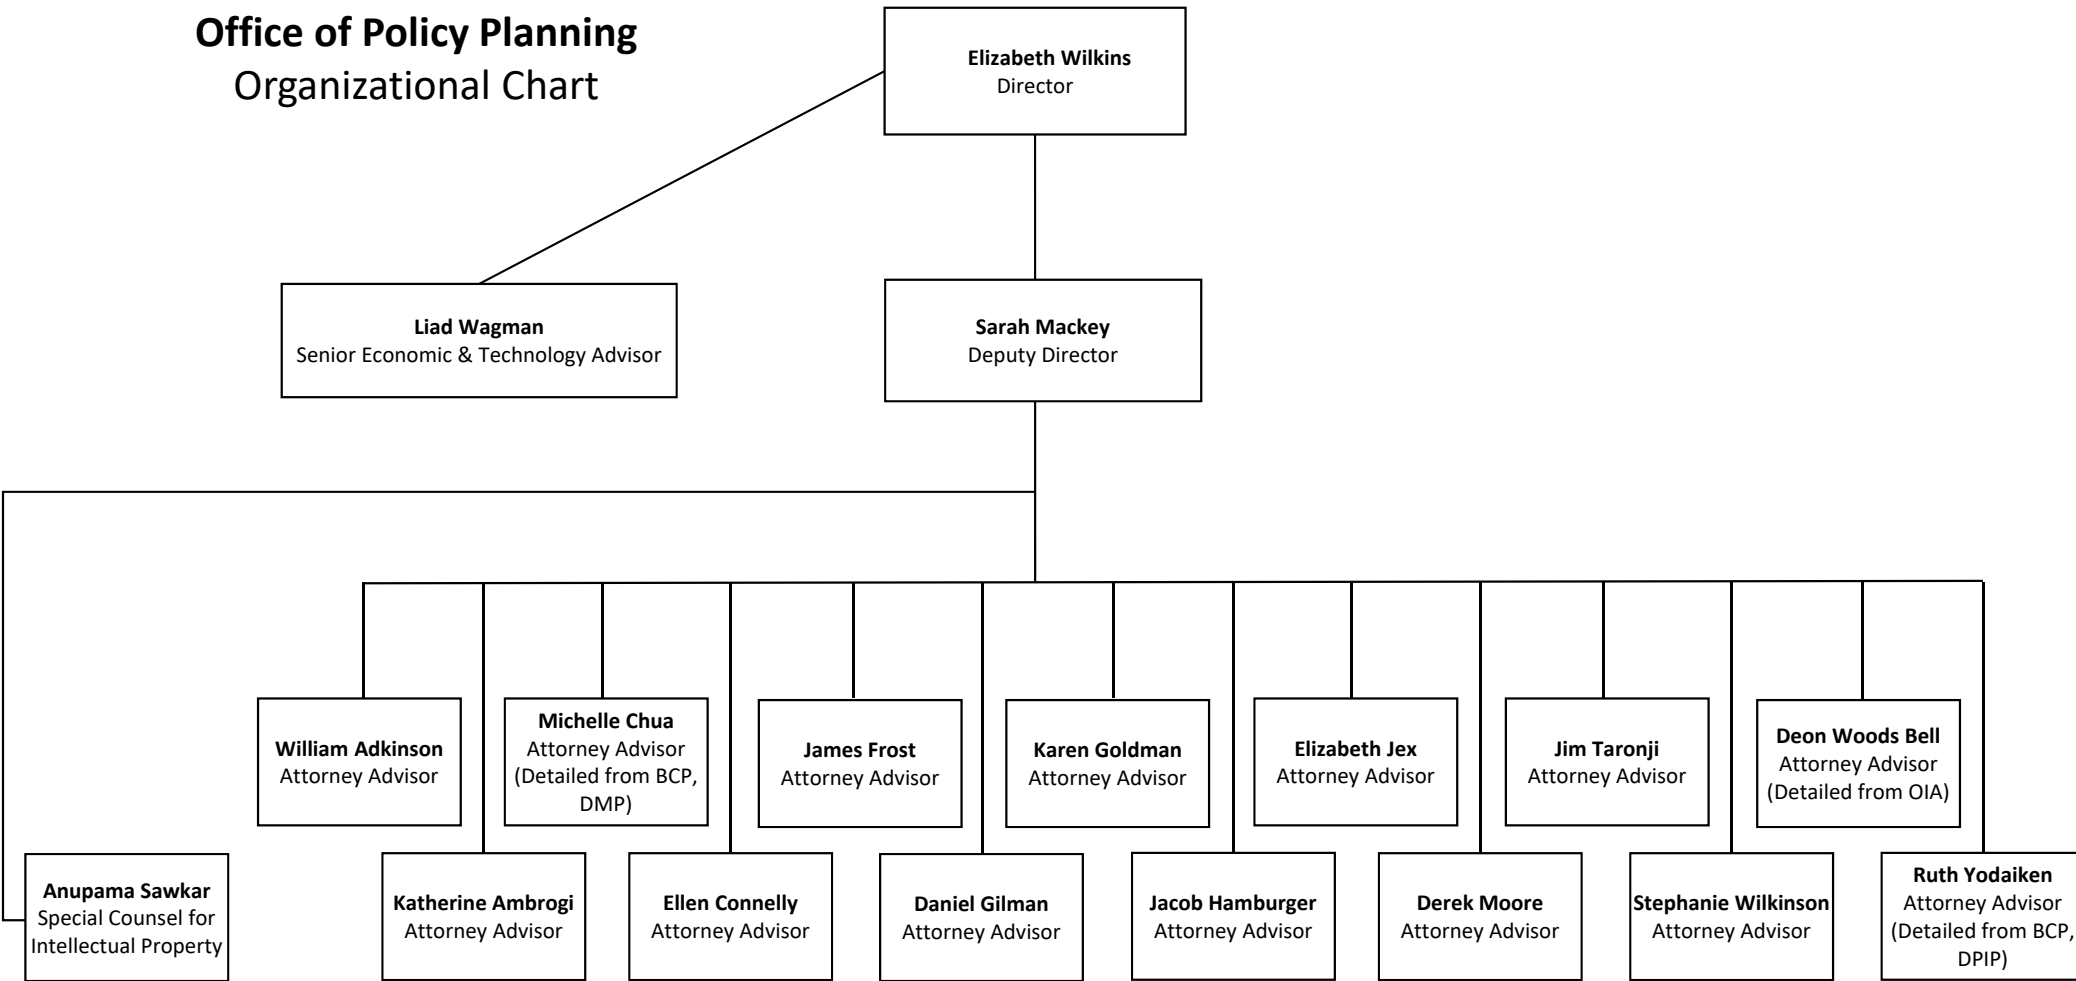 Office of Policy Planning
Organizational Chart
Elizabeth Wilkins
Director
Liad Wagman
Senior Economic & Technology Advisor
Sarah Mackey
Deputy Director
William Adkinson
Attorney Advisor
Michelle Chua
Attorney Advisor
(Detailed from BCP,
DMP)
James Frost
Attorney Advisor
Karen Goldman
Attorney Advisor
Elizabeth Jex
Attorney Advisor
Jim Taronji
Attorney Advisor
Deon Woods Bell
Attorney Advisor
(Detailed from OIA)
Anupama Sawkar
Special Counsel for
Intellectual Property
Katherine Ambrogi
Attorney Advisor
Ellen Connelly
Attorney Advisor
Daniel Gilman
Attorney Advisor
Jacob Hamburger
Attorney Advisor
Derek Moore
Attorney Advisor
Stephanie Wilkinson
Attorney Advisor
Ruth Yodaiken
Attorney Advisor
(Detailed from BCP,
DPIP)